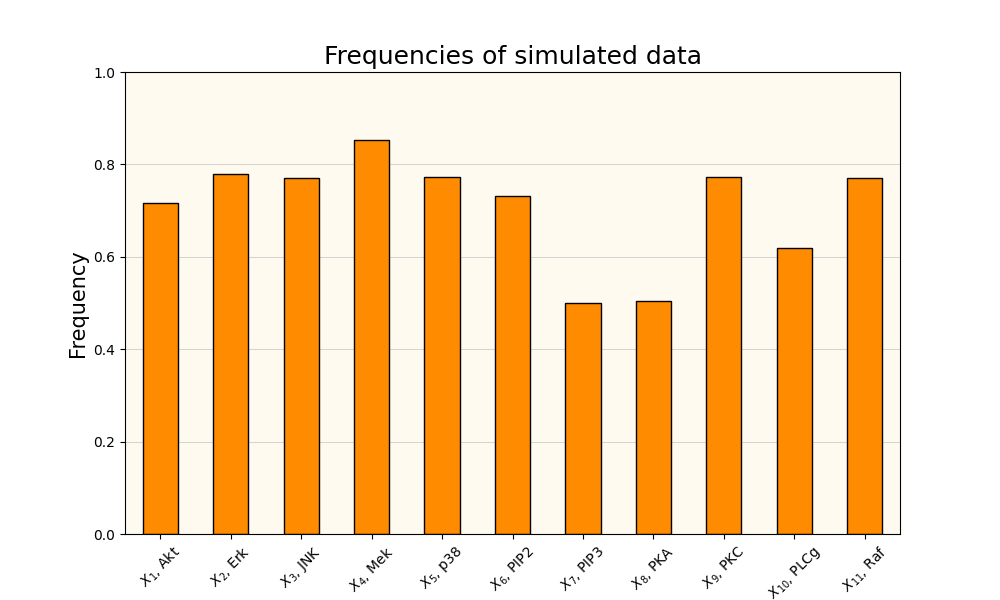 Frequencies of simulated data
1.0
0.8
0.6
0.4
0.2
0.0
Frequency
X₁, Akt
X₂, Erk
X₃, JNK
X₄, Mek
X₅, p38
X₆, PIP2
X₇, PIP3
X₈, PKA
X₉, PKC
X₁₀, PLCg
X₁₁, Raf